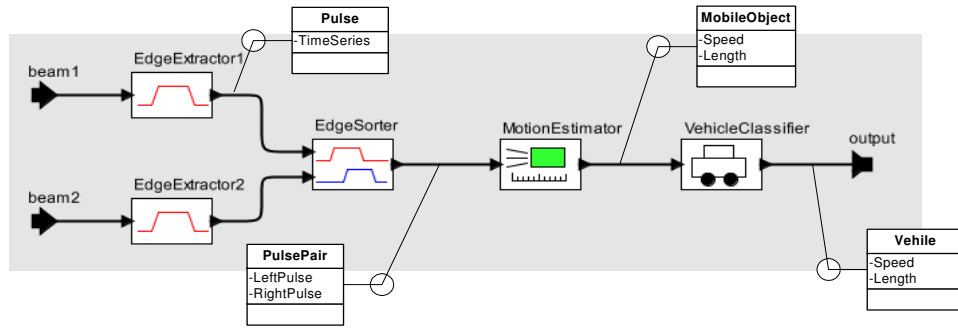 Pulse
-TimeSeries
MobileObject
-Speed
-Length
beam1
EdgeExtractor1
EdgeSorter
MotionEstimator
VehicleClassifier
output
beam2
EdgeExtractor2
PulsePair
-LeftPulse
-RightPulse
Vehile
-Speed
-Length